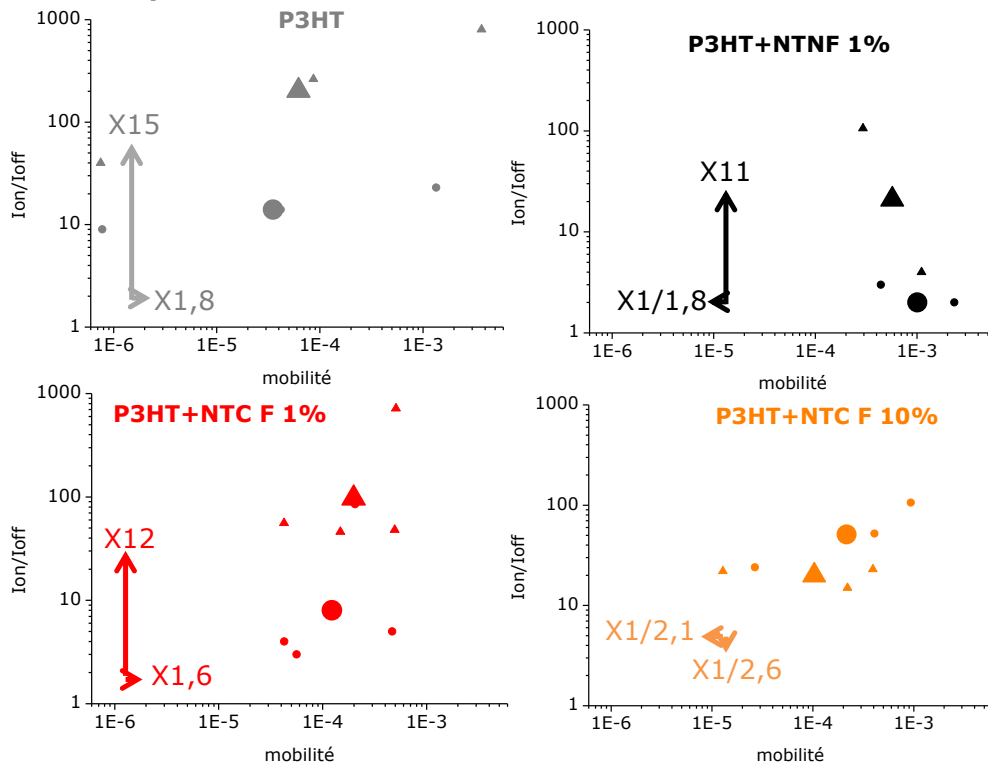 1000
P3HT
100
X15
Ion/Ioff
10
X1,8
1
1E-6
1E-5
1E-4
1E-3
mobilité
1000
P3HT+NTNF 1%
100
X11
Ion/Ioff
10
X1/1,8
1
1E-6
1E-5
1E-4
1E-3
mobilité
1000
P3HT+NTC F 1%
100
X12
Ion/Ioff
10
X1,6
1
1E-6
1E-5
1E-4
1E-3
mobilité
1000
P3HT+NTC F 10%
100
Ion/Ioff
10
X1/2,1
X1/2,6
1
1E-6
1E-5
1E-4
1E-3
mobilité